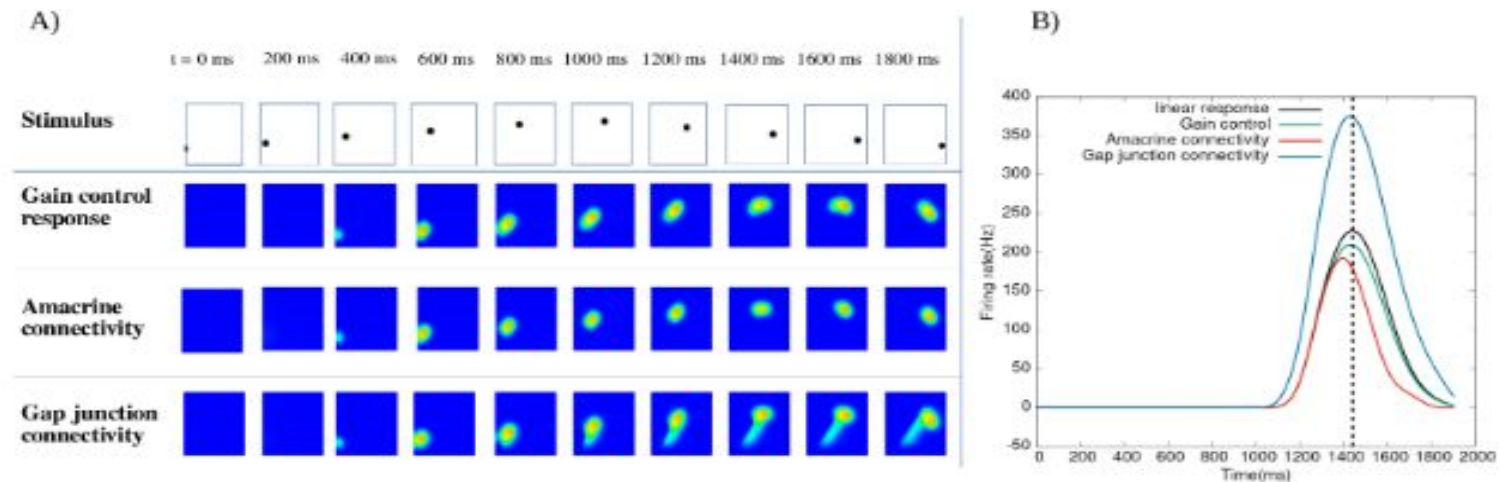 A)
t = 0 ms 200 ms 400 ms 600 ms 800 ms 1000 ms 1200 ms 1400 ms 1600 ms 1800 ms
Stimulus
Gain control
response
Amacrine
connectivity
Gap junction
connectivity
B)
linear response
Gain control
Amacrine connectivity
Gap junction connectivity
400
350
300
250
200
150
100
50
0
-50
Firing rate(Hz)
0 200 400 600 800 1000 1200 1400 1600 1800 2000
Time(ms)